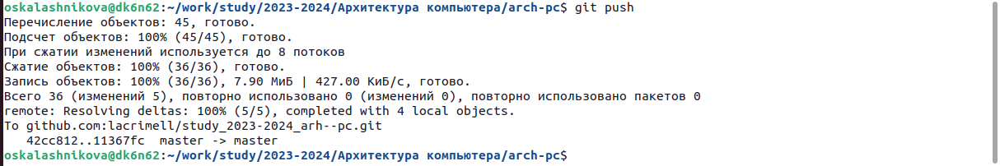 oskalashnikova@dk6n62:~/work/study/2023-2024/Архитектура компьютера/arch-pc$ git push
Перечисление объектов: 45, готово.
Подсчет объектов: 100% (45/45), готово.
При сжатии изменений используется до 8 потоков
Сжатие объектов: 100% (36/36), готово.
Запись объектов: 100% (36/36), 7.90 МиБ | 427.00 КиБ/с, готово.
Всего 36 (изменений 5), повторно использовано 0 (изменений 0), повторно использовано пакетов 0
remote: Resolving deltas: 100% (5/5), completed with 4 local objects.
To github.com:lacrimell/study_2023-2024_arh--pc.git
   42cc812..11367fc  master -> master
oskalashnikova@dk6n62:~/work/study/2023-2024/Архитектура компьютера/arch-pc$